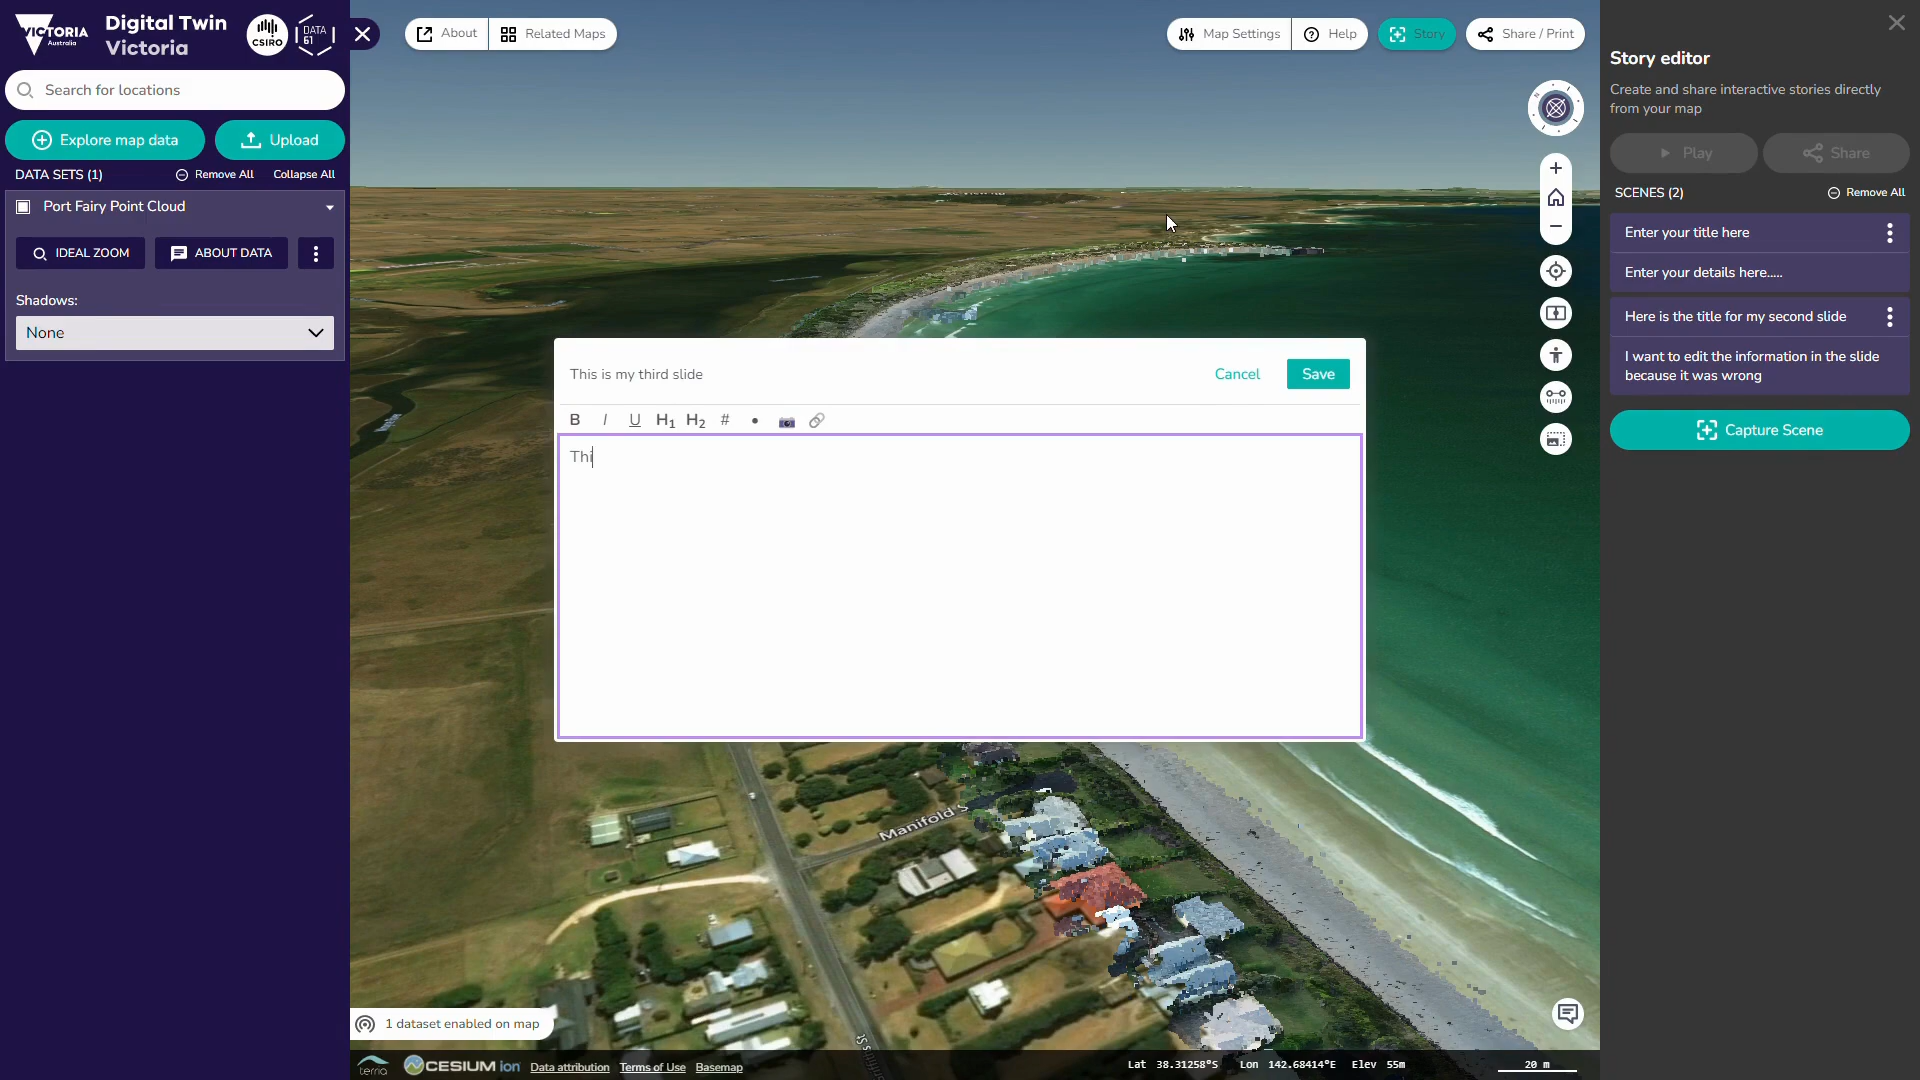 VICTORIA
Australia
Digital Twin
Victoria
CSIRO
DATA
61
About
Related Maps
Map Settings
Help
Story
Share / Print
Search for locations
Explore map data
Upload
DATA SETS (1)
Remove All
Collapse All
Port Fairy Point Cloud
IDEAL ZOOM
ABOUT DATA
Shadows:
None
This is my third slide
Cancel
Save
B I U H1 H2 # •
Thi
Manifold S
1 dataset enabled on map
terria
CESIUM ion
Data attribution
Terms of Use
Basemap
Lat 38.31258°S
Lon 142.68414°E
Elev 55m
20 m
Story editor
Create and share interactive stories directly
from your map
Play
Share
SCENES (2)
Remove All
Enter your title here
Enter your details here.....
Here is the title for my second slide
I want to edit the information in the slide
because it was wrong
Capture Scene